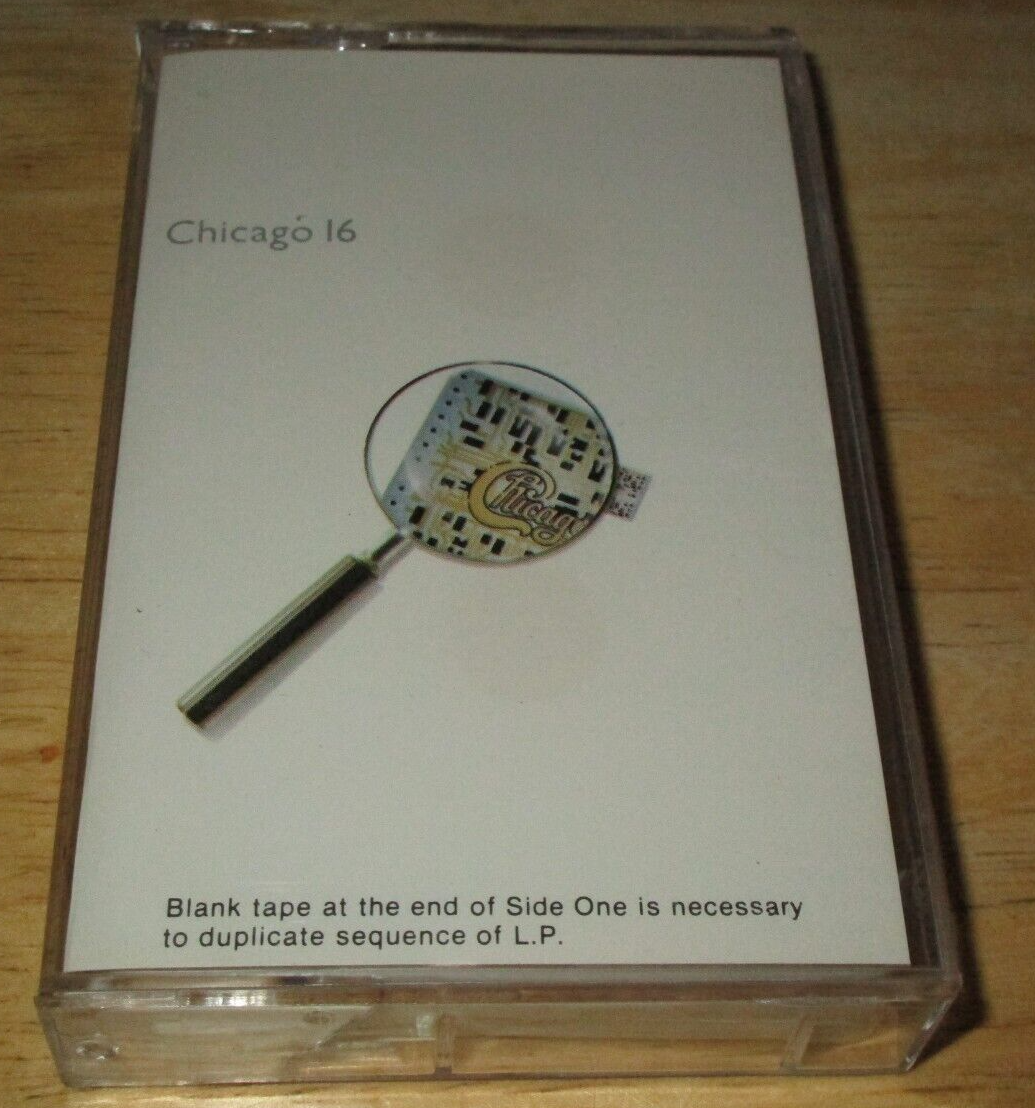 Chicago 16
Chicago
Blank tape at the end of Side One is necessary
to duplicate sequence of L.P.